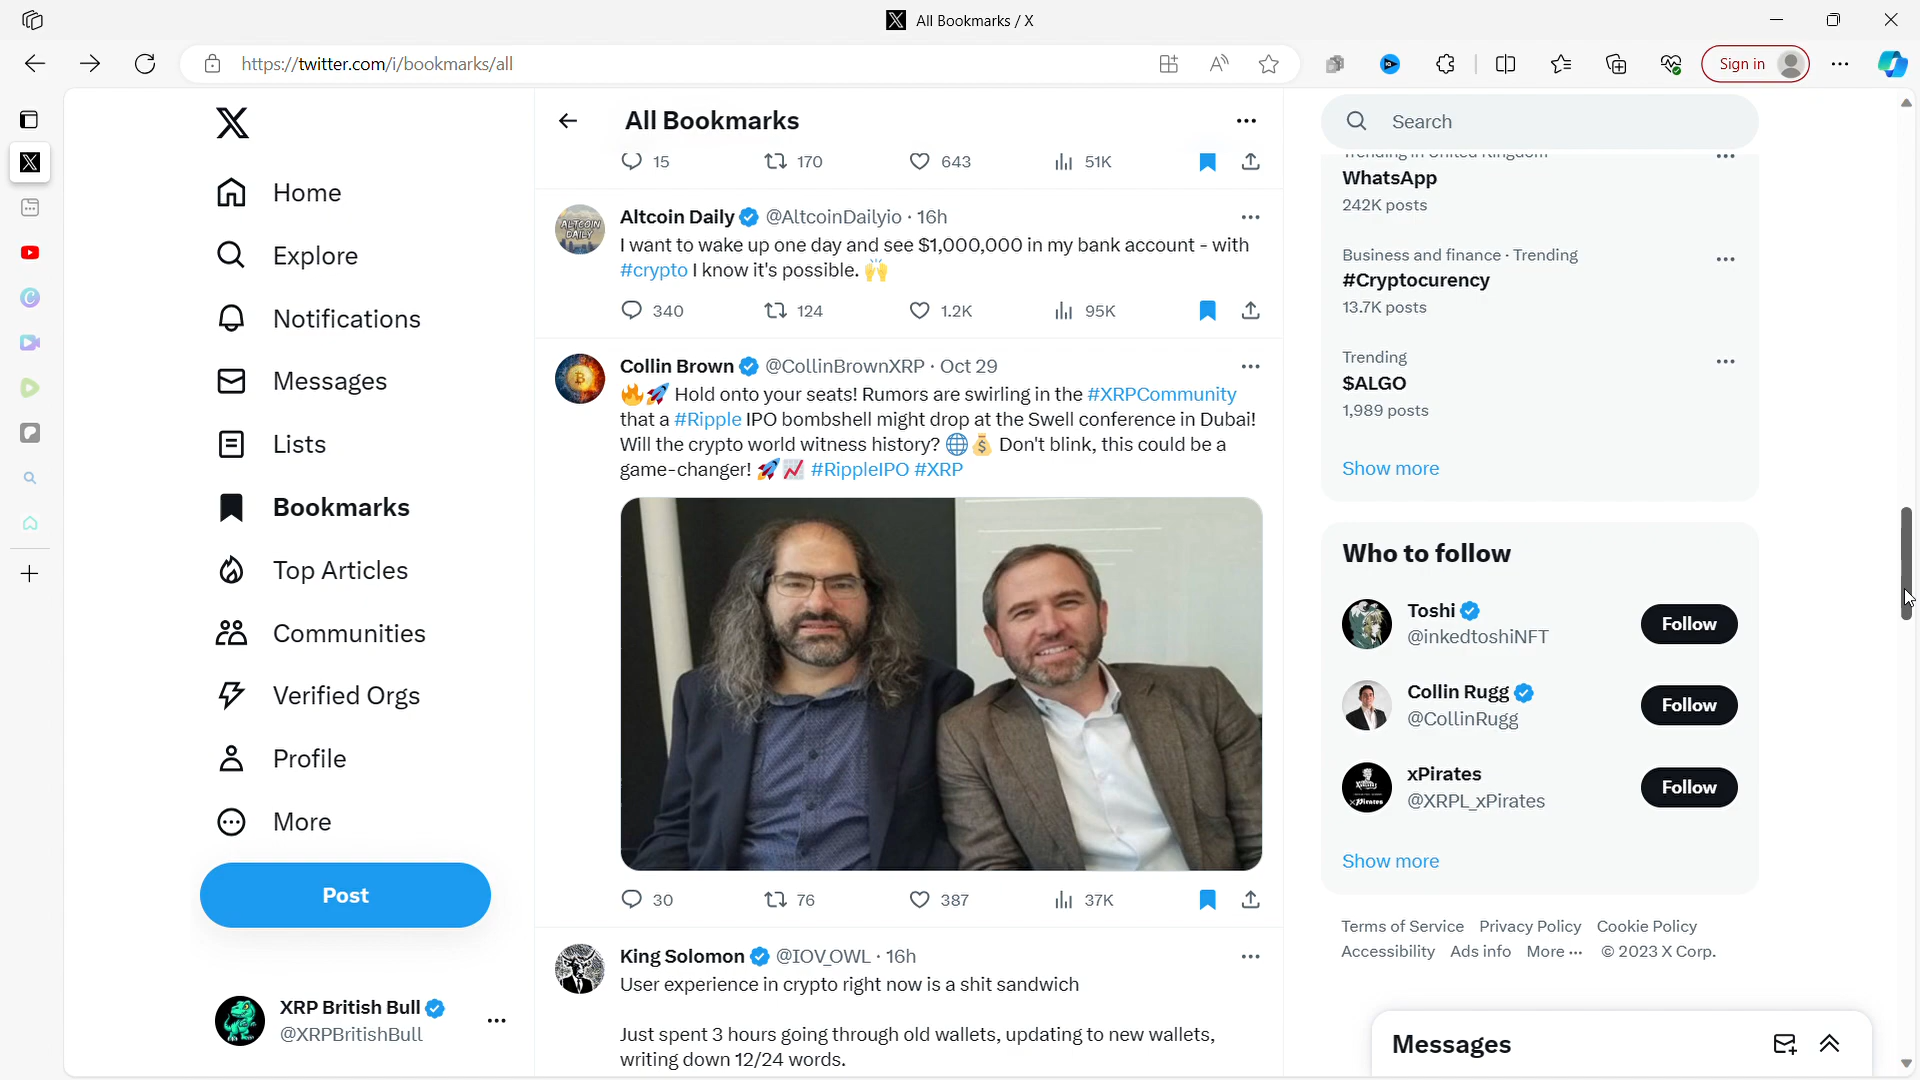 All Bookmarks / X
https://twitter.com/i/bookmarks/all
Sign in
Home
Explore
Notifications
Messages
Lists
Bookmarks
Top Articles
Communities
Verified Orgs
Profile
More
Post
XRP British Bull
@XRPBritishBull
All Bookmarks
15 170 643 51K
Altcoin Daily @AltcoinDailyio · 16h
I want to wake up one day and see $1,000,000 in my bank account - with
#crypto I know it's possible. 🙌
340 124 1.2K 95K
Collin Brown @CollinBrownXRP · Oct 29
🔥🚀 Hold onto your seats! Rumors are swirling in the #XRPCommunity
that a #Ripple IPO bombshell might drop at the Swell conference in Dubai!
Will the crypto world witness history? 🌐💰 Don't blink, this could be a
game-changer! 🚀📈 #RippleIPO #XRP
30 76 387 37K
King Solomon @IOV_OWL · 16h
User experience in crypto right now is a shit sandwich
Just spent 3 hours going through old wallets, updating to new wallets,
writing down 12/24 words.
Search
Trending in United Kingdom
WhatsApp
242K posts
Business and finance · Trending
#Cryptocurency
13.7K posts
Trending
$ALGO
1,989 posts
Show more
Who to follow
Toshi
@inkedtoshiNFT
Follow
Collin Rugg
@CollinRugg
Follow
xPirates
@XRPL_xPirates
Follow
Show more
Terms of Service Privacy Policy Cookie Policy
Accessibility Ads info More ··· © 2023 X Corp.
Messages
ALTCOIN
DAILY